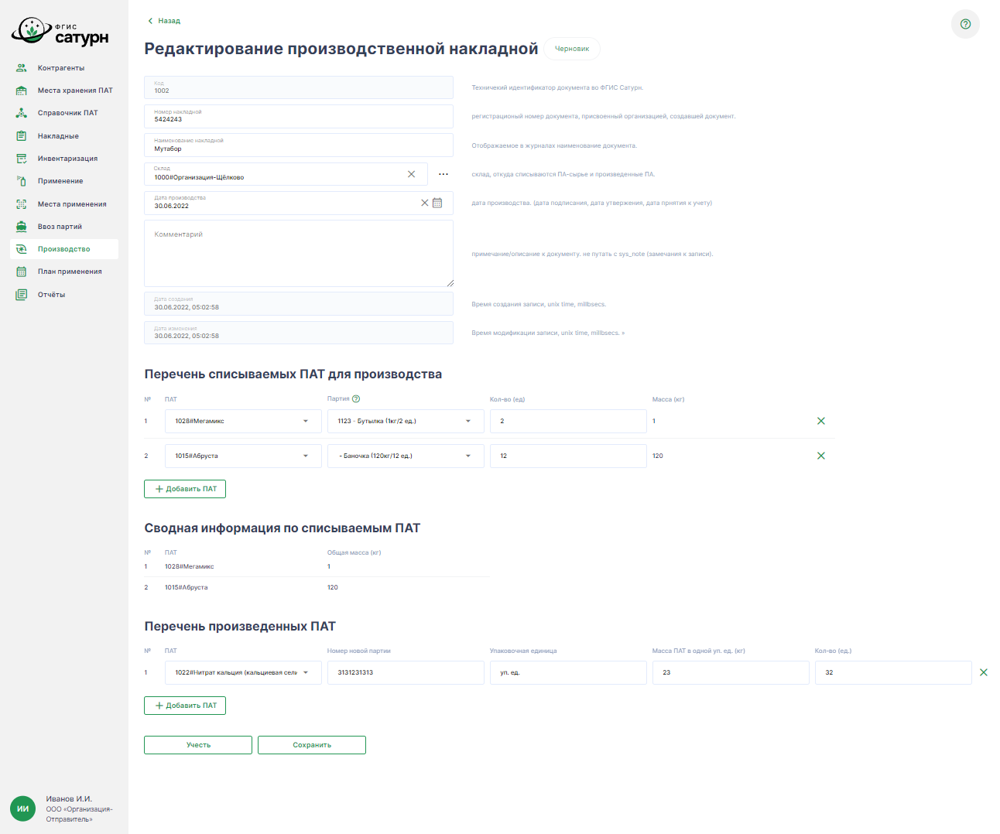 ФГИС
сатурн
Контрагенты
Места хранения ПАТ
Справочник ПАТ
Накладные
Инвентаризация
Применение
Места применения
Ввоз партий
Производство
План применения
Отчёты
ИИ
Иванов И.И.
ООО «Организация-
Отправитель»
Назад
Редактирование производственной накладной
Черновик
Код
1002
Техничекий идентификатор документа во ФГИС Сатурн.
Номер накладной
5424243
регистрационый номер документа, присвоенный организацией, создавшей документ.
Наименование накладной
Мутабор
Отображаемое в журналах наименование документа.
Склад
1000#Организация-Щёлково
склад, откуда списываются ПА-сырье и произведенные ПА.
Дата производства
30.06.2022
дата производства. (дата подписания, дата утвержения, дата прнятия к учету)
Комментарий
примечание/описание к документу. не путать с sys_note (замечания к записи).
Дата создания
30.06.2022, 05:02:58
Время создания записи, unix time, millbsecs.
Дата изменения
30.06.2022, 05:02:58
Время модификации записи, unix time, millbsecs. »
Перечень списываемых ПАТ для производства
№ ПАТ Партия ? Кол-во (ед) Масса (кг)
1 1028#Мегамикс 1123 - Бутылка (1кг/2 ед.) 2 1
2 1015#Абруста - Баночка (120кг/12 ед.) 12 120
Добавить ПАТ
Сводная информация по списываемым ПАТ
№ ПАТ Общая масса (кг)
1 1028#Мегамикс 1
2 1015#Абруста 120
Перечень произведенных ПАТ
№ ПАТ Номер новой партии Упаковочная единица Масса ПАТ в одной уп. ед. (кг) Кол-во (ед.)
1 1022#Нитрат кальция (кальциевая сели 3131231313 уп. ед. 23 32
Добавить ПАТ
Учесть Сохранить